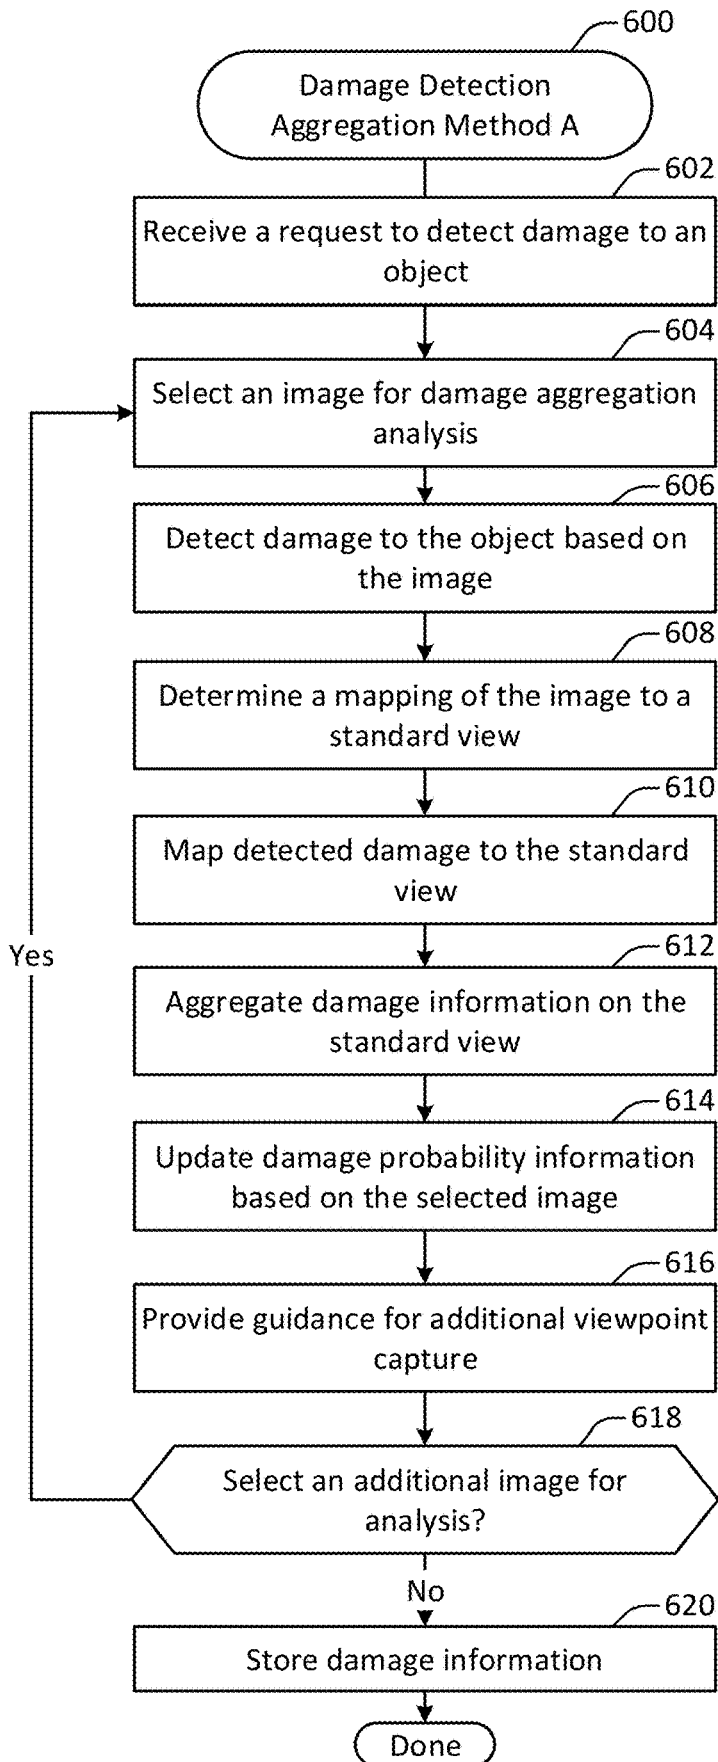 600
Damage Detection
Aggregation Method A
602
Receive a request to detect damage to an
object
604
Select an image for damage aggregation
analysis
606
Detect damage to the object based on
the image
608
Determine a mapping of the image to a
standard view
610
Map detected damage to the standard
view
Yes
612
Aggregate damage information on the
standard view
614
Update damage probability information
based on the selected image
616
Provide guidance for additional viewpoint
capture
618
Select an additional image for
analysis?
No
620
Store damage information
Done